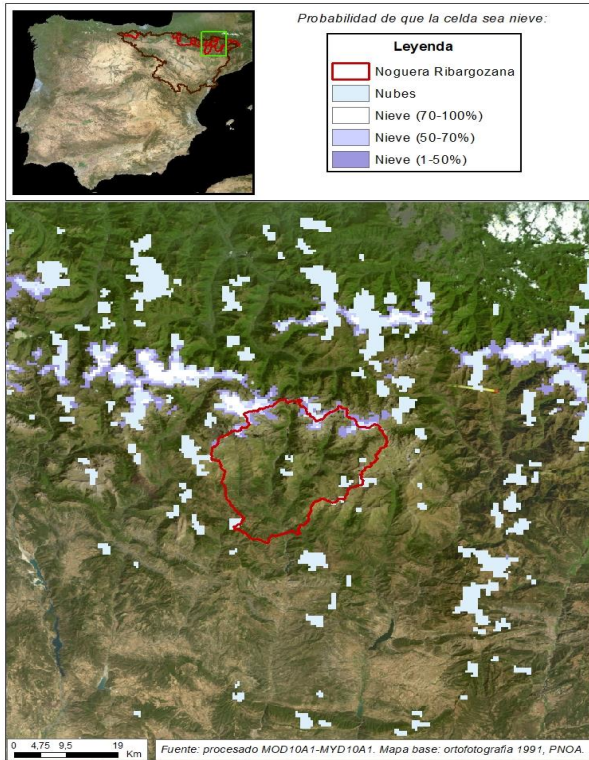 Probabilidad de que la celda sea nieve:
Leyenda
Noguera Ribargozana
Nubes
Nieve (70-100%)
Nieve (50-70%)
Nieve (1-50%)
0 4,75 9,5 19
Km
Fuente: procesado MOD10A1-MYD10A1. Mapa base: ortofotografía 1991, PNOA.